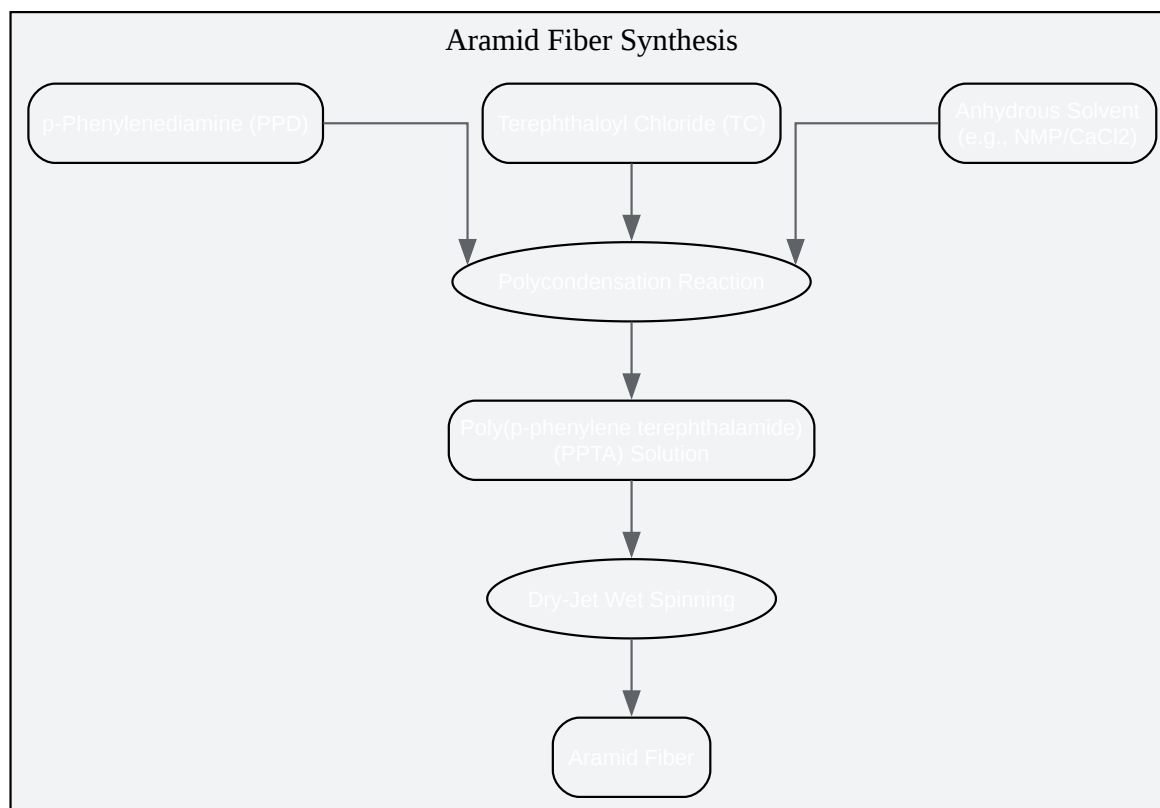 Aramid Fiber Synthesis
p-Phenylenediamine (PPD)
Terephthaloyl Chloride (TC)
Anhydrous Solvent
(e.g., NMP/CaCl2)
Polycondensation Reaction
Poly(p-phenylene terephthalamide)
(PPTA) Solution
Dry-Jet Wet Spinning
Aramid Fiber